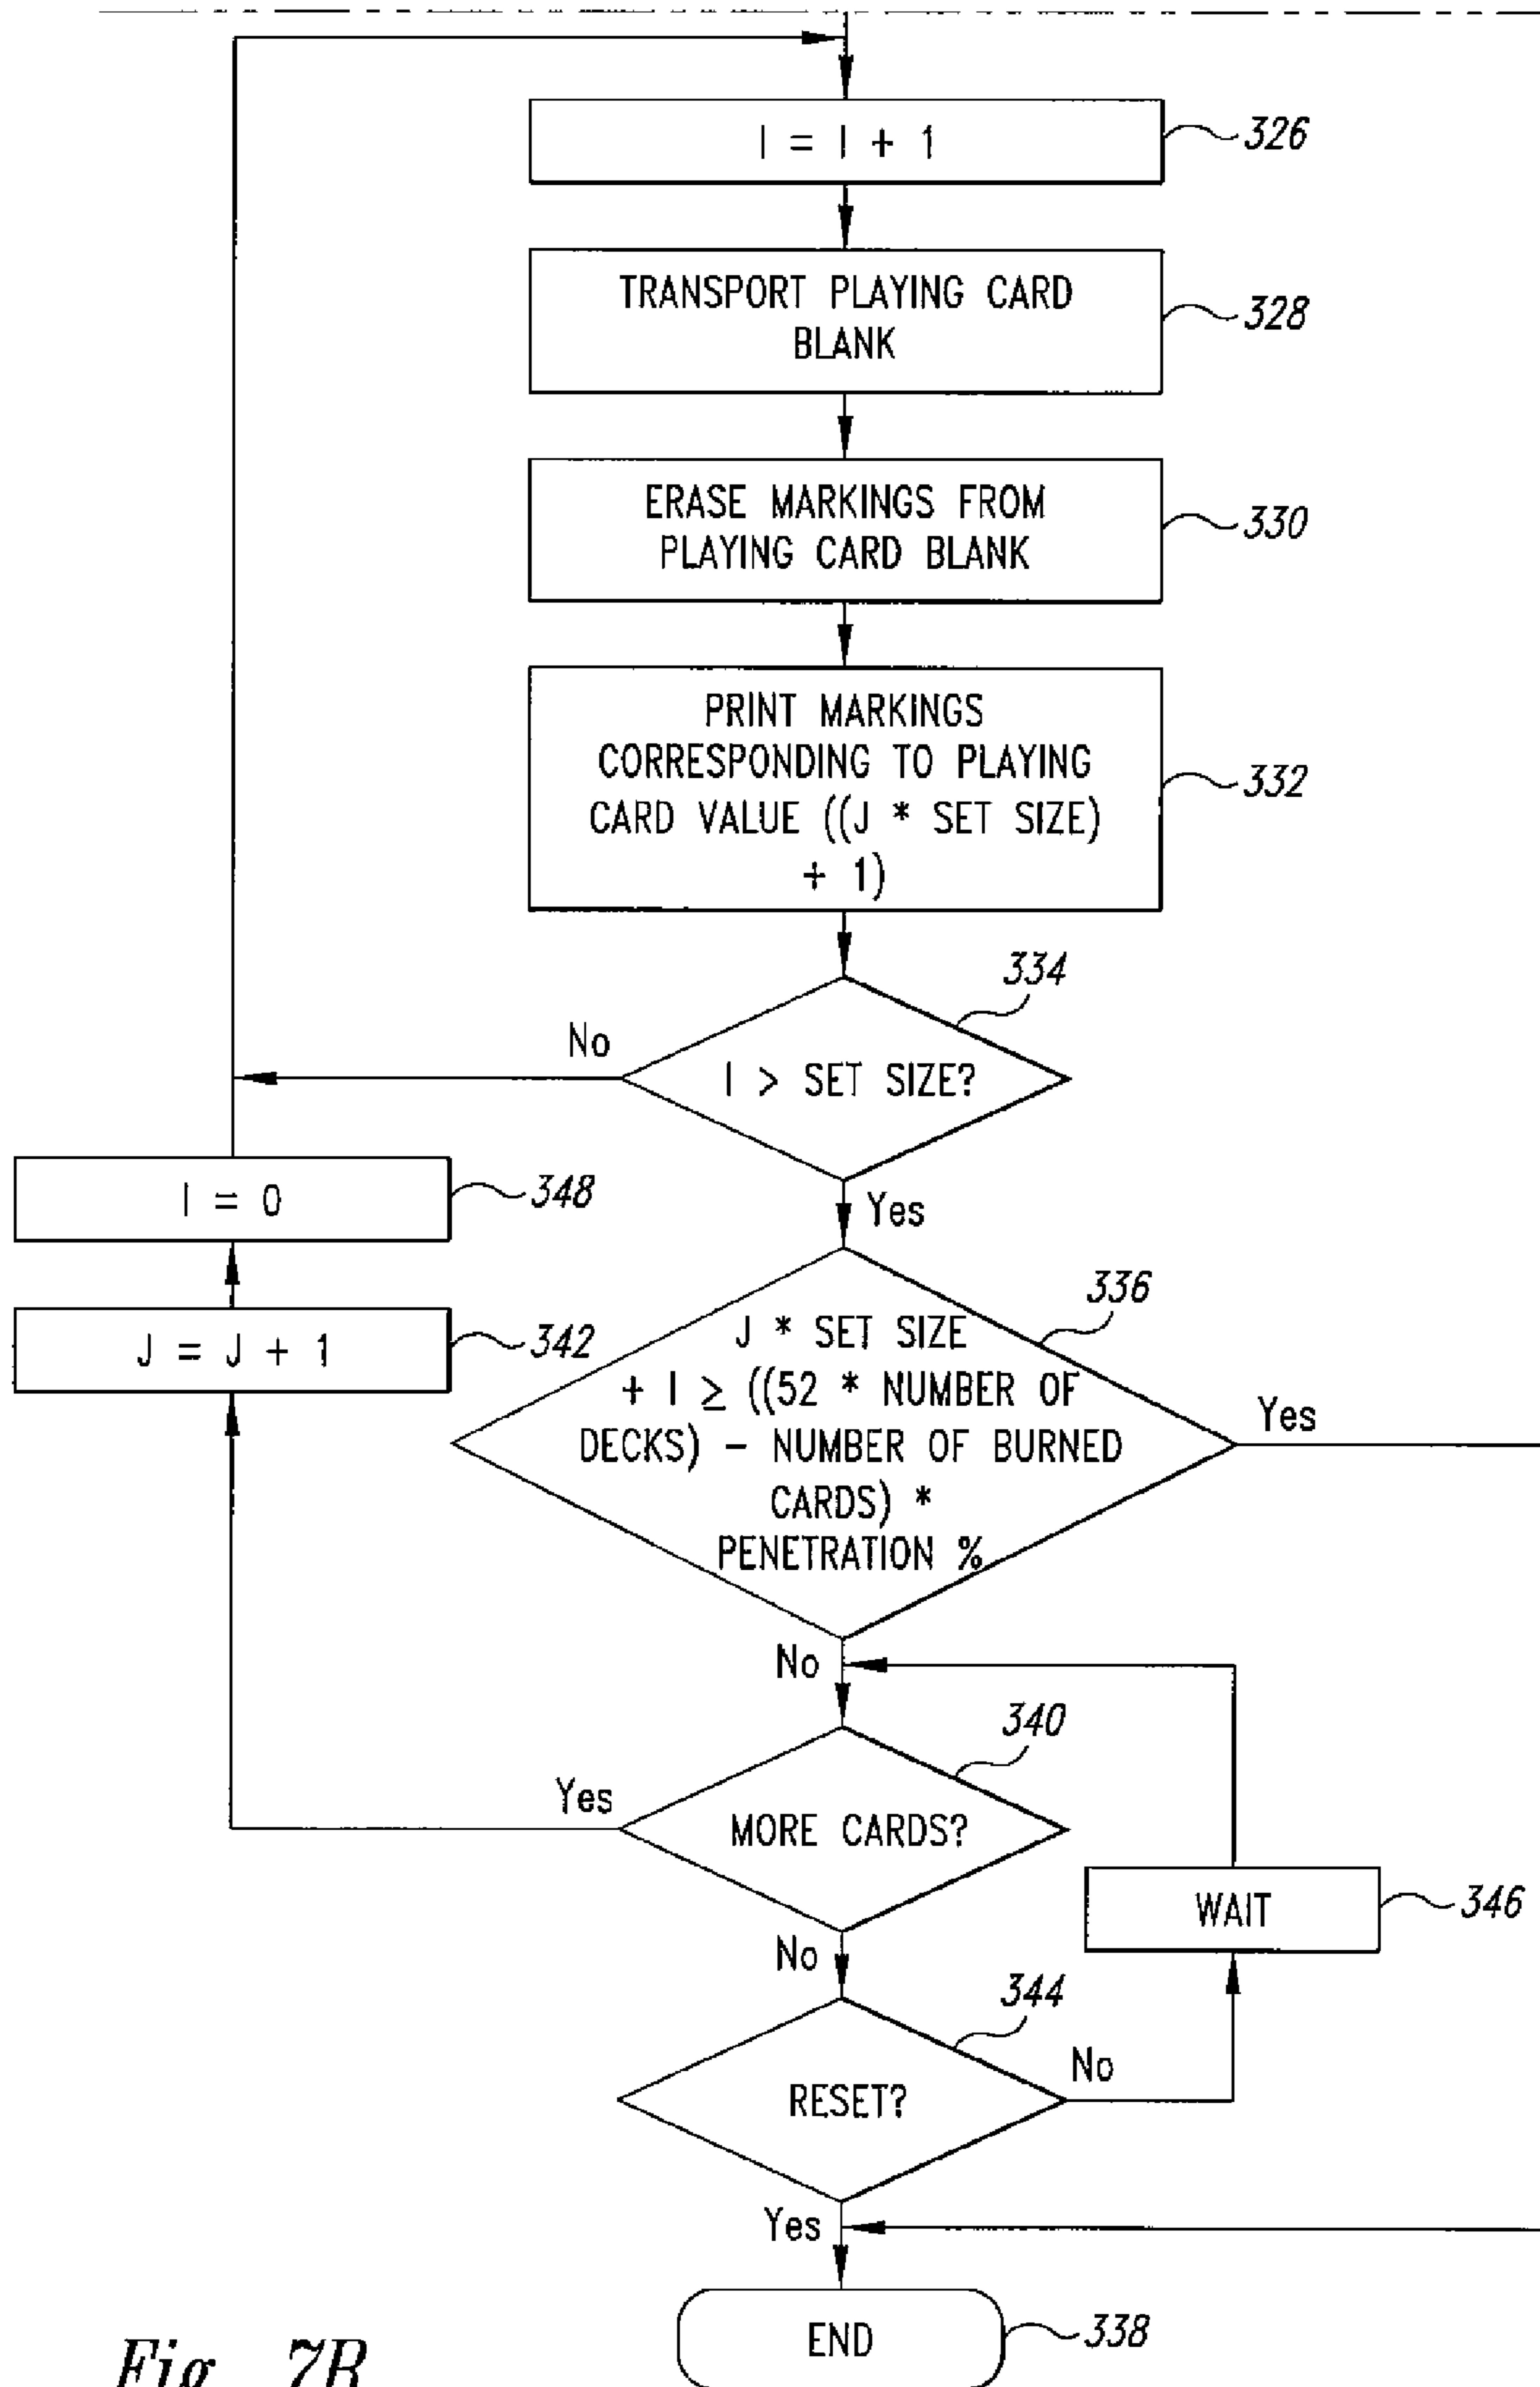 I = I + 1
326
TRANSPORT PLAYING CARD
BLANK
328
ERASE MARKINGS FROM
PLAYING CARD BLANK
330
PRINT MARKINGS
CORRESPONDING TO PLAYING
CARD VALUE ((J * SET SIZE)
+ 1)
332
334
No
I > SET SIZE?
Yes
I = 0
348
J = J + 1
342
336
J * SET SIZE
+ I ≥ ((52 * NUMBER OF
DECKS) - NUMBER OF BURNED
CARDS) *
PENETRATION %
Yes
No
340
Yes
MORE CARDS?
WAIT
346
No
344
RESET?
No
Yes
END
338
Fig. 7B